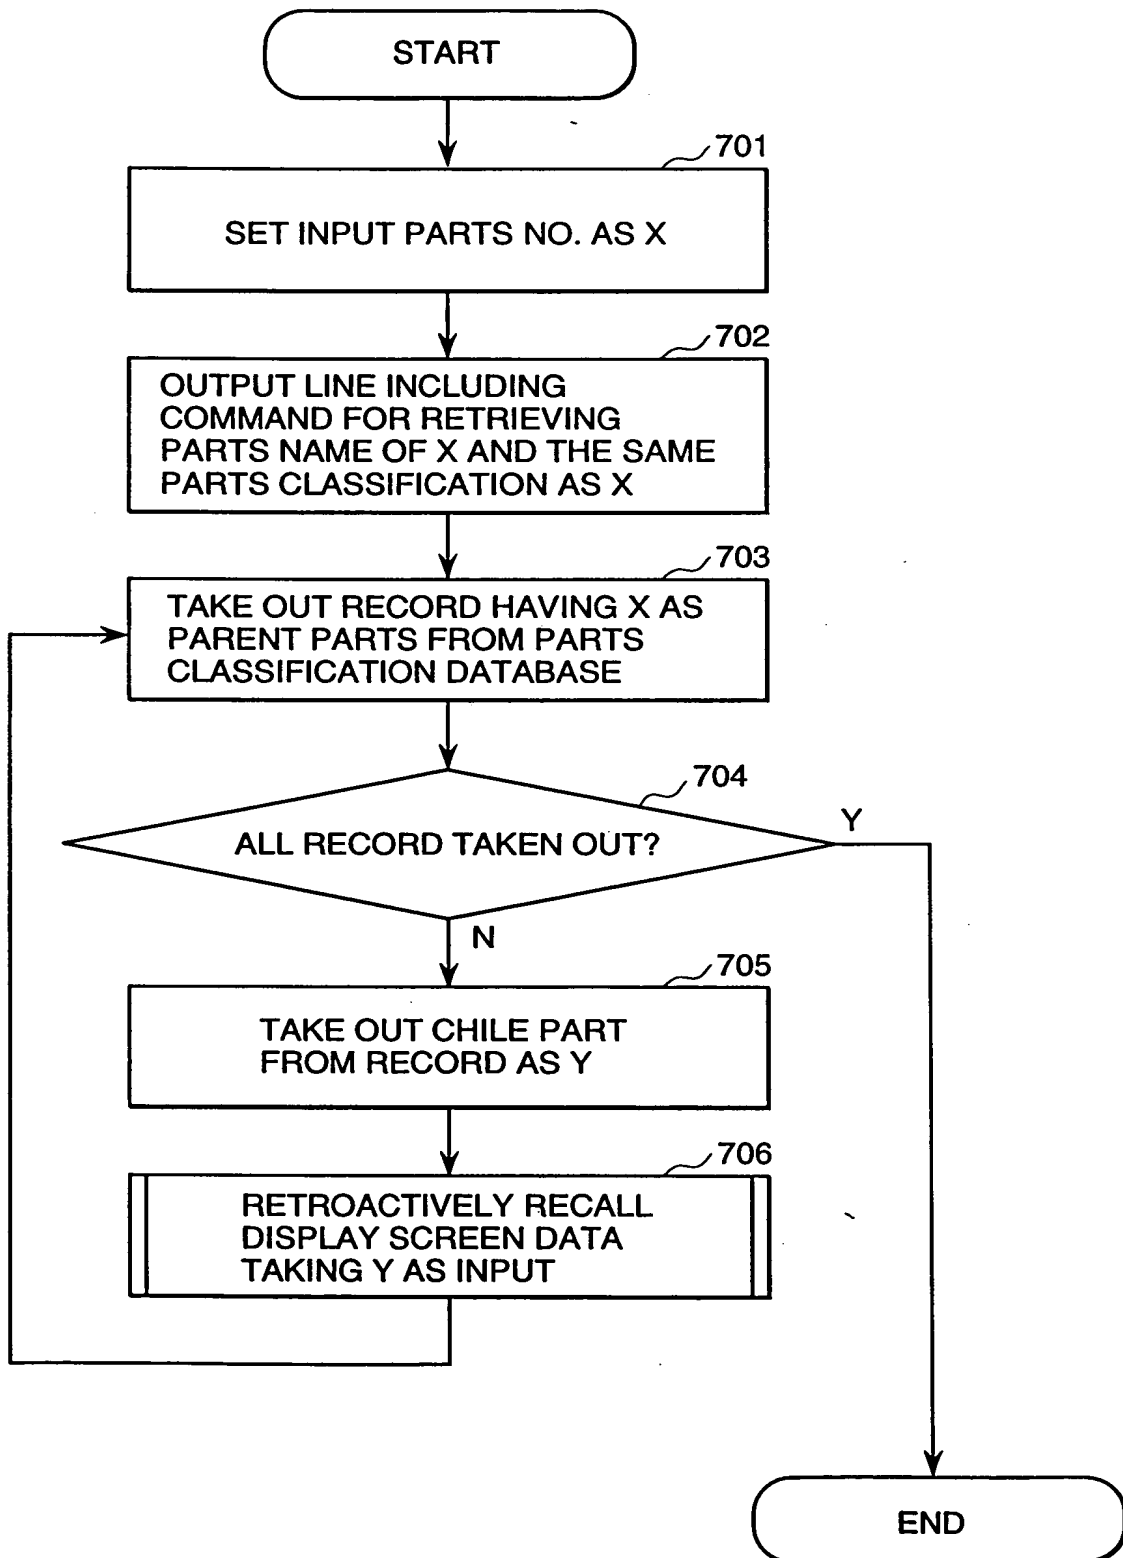 START
701
SET INPUT PARTS NO. AS X
702
OUTPUT LINE INCLUDING
COMMAND FOR RETRIEVING
PARTS NAME OF X AND THE SAME
PARTS CLASSIFICATION AS X
703
TAKE OUT RECORD HAVING X AS
PARENT PARTS FROM PARTS
CLASSIFICATION DATABASE
704
ALL RECORD TAKEN OUT?
Y
N
705
TAKE OUT CHILE PART
FROM RECORD AS Y
706
RETROACTIVELY RECALL
DISPLAY SCREEN DATA
TAKING Y AS INPUT
END